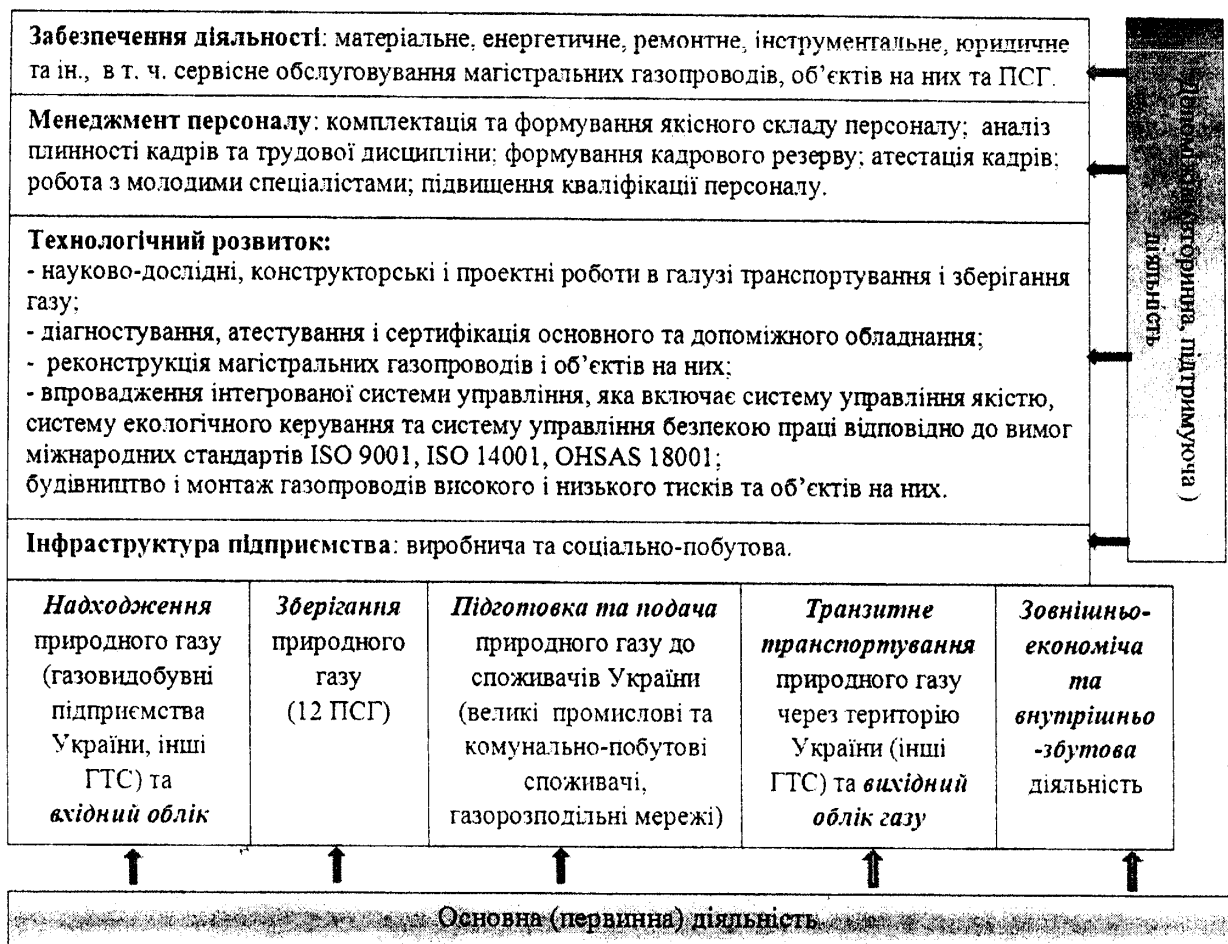 Забезпечення діяльності: матеріальне, енергетичне, ремонтне, інструментальне, юридичне
та ін., в т. ч. сервісне обслуговування магістральних газопроводів, об’єктів на них та ПСГ.
Менеджмент персоналу: комплектація та формування якісного складу персоналу; аналіз
плинності кадрів та трудової дисципліни; формування кадрового резерву; атестація кадрів;
робота з молодими спеціалістами; підвищення кваліфікації персоналу.
Технологічний розвиток:
- науково-дослідні, конструкторські і проектні роботи в галузі транспортування і зберігання
газу;
- діагностування, атестування і сертифікація основного та допоміжного обладнання;
- реконструкція магістральних газопроводів і об’єктів на них;
- впровадження інтегрованої системи управління, яка включає систему управління якістю,
систему екологічного керування та систему управління безпекою праці відповідно до вимог
міжнародних стандартів ISO 9001, ISO 14001, OHSAS 18001;
будівництво і монтаж газопроводів високого і низького тисків та об’єктів на них.
Інфраструктура підприємства: виробнича та соціально-побутова.
(вторинна, підтримуюча )
діяльність
Надходження
природного газу
(газовидобувні
підприємства
України, інші
ГТС) та
вхідний облік
Зберігання
природного
газу
(12 ПСГ)
Підготовка та подача
природного газу до
споживачів України
(великі промислові та
комунально-побутові
споживачі,
газорозподільні мережі)
Транзитне
транспортування
природного газу
через територію
України (інші
ГТС) та вихідний
облік газу
Зовнішньо-
економіча
та
внутрішньо
-збутова
діяльність
Основна (первинна) діяльність